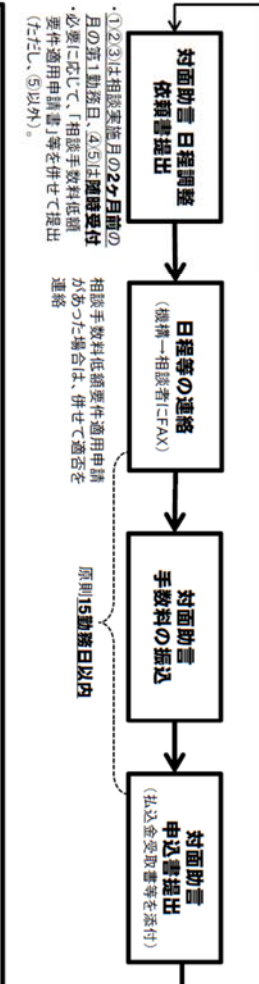 対面助言 日程調整
依頼書提出
・①②③は相談実施月の2ヶ月前の
月の第1勤務日、④⑤は随時受付
・必要に応じて、「相談手数料低額
要件適用申請書」等を併せて提出
(ただし、⑤以外)。
日程等の連絡
(機構→相談者にFAX)
相談手数料低額要件適用申請
があった場合は、併せて適否を
連絡
対面助言
手数料の振込
原則15勤務日以内
対面助言
申込書提出
(払込金受取書等を添付)